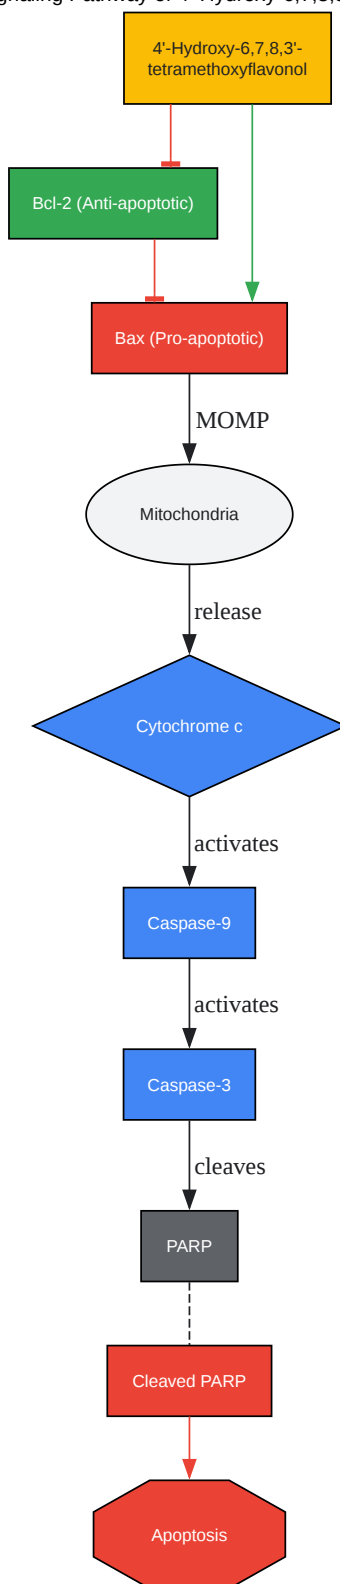 4'-Hydroxy-6,7,8,3'-
tetramethoxyflavonol
Bcl-2 (Anti-apoptotic)
Bax (Pro-apoptotic)
MOMP
Mitochondria
release
Cytochrome c
activates
Caspase-9
activates
Caspase-3
cleaves
PARP
Cleaved PARP
Apoptosis